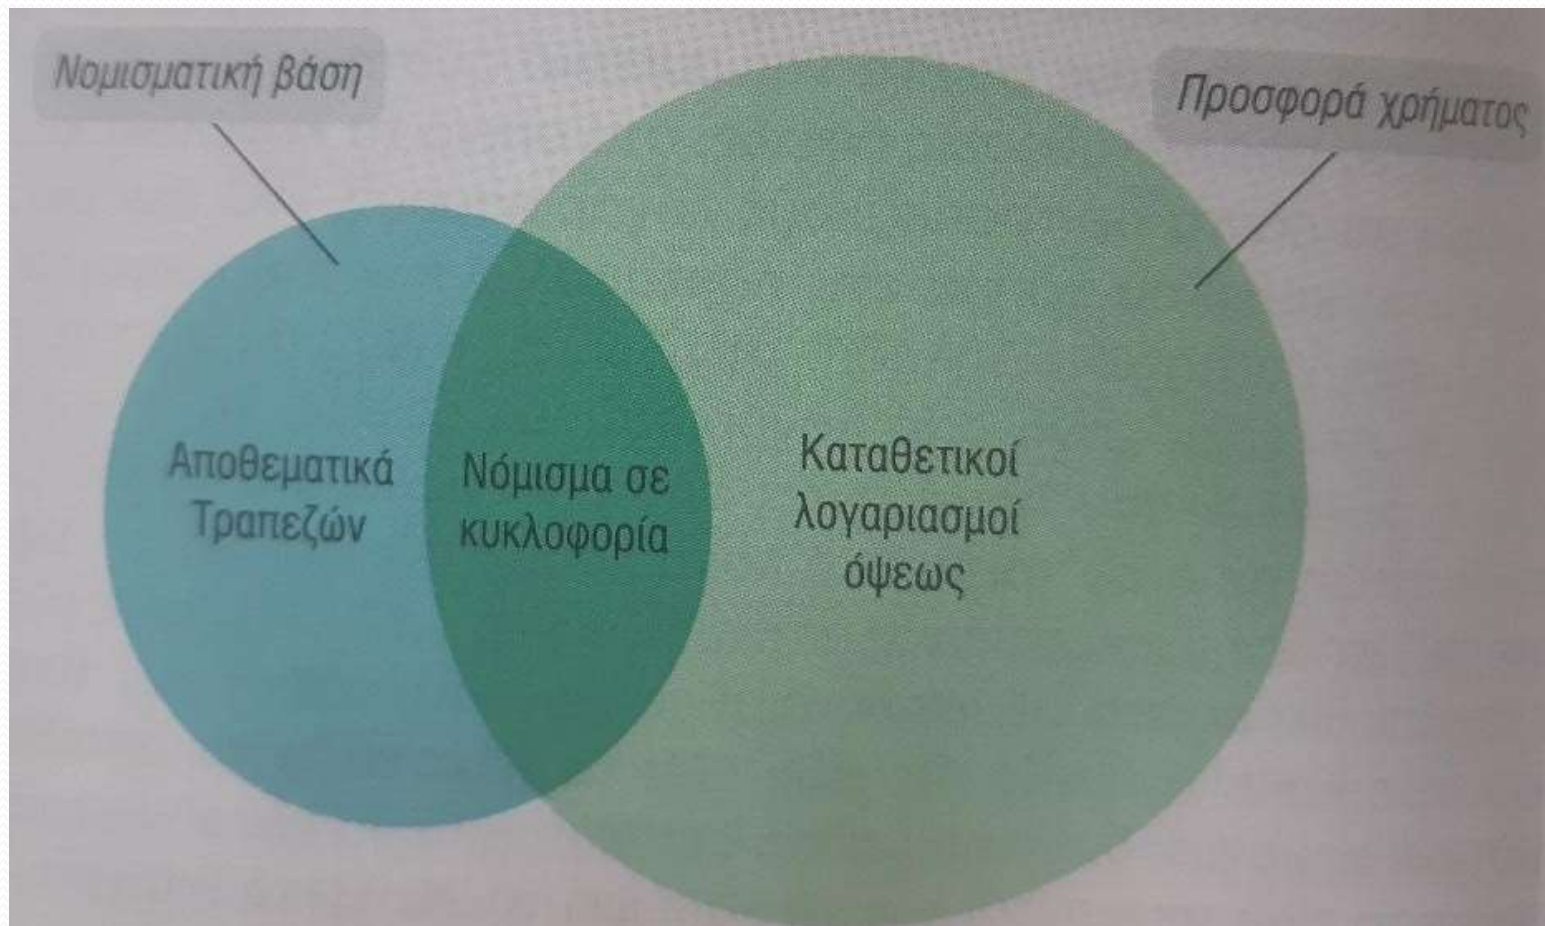 Νομισματική βάση
Προσφορά χρήματος
Αποθεματικά
Τραπεζών
Νόμισμα σε
κυκλοφορία
Καταθετικοί
λογαριασμοί
όψεως